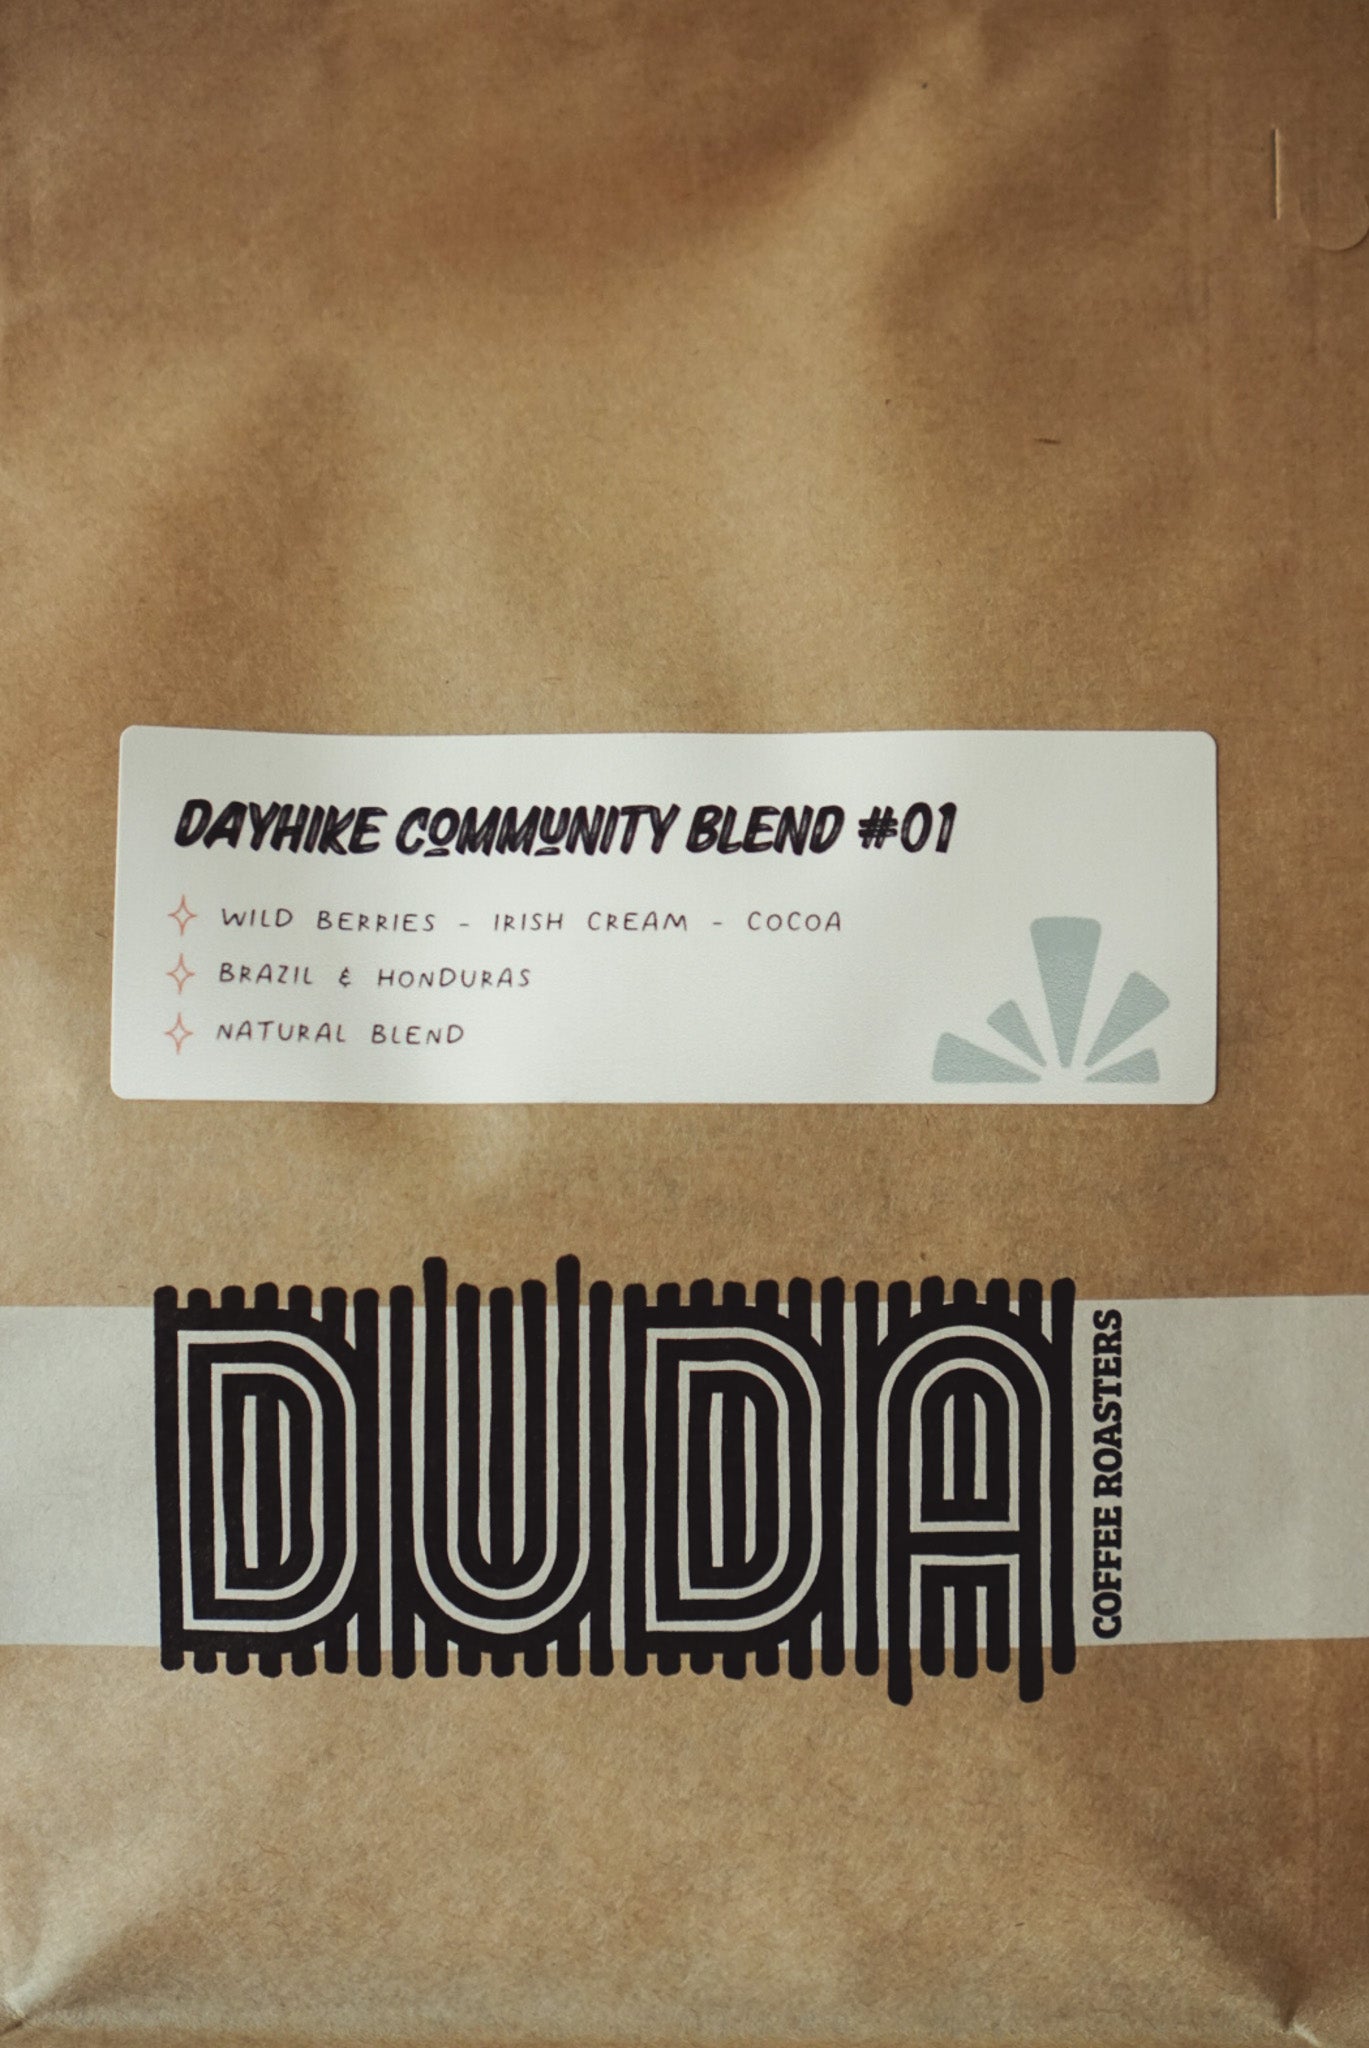 DAYHIKE COMMUNITY BLEND #01
WILD BERRIES - IRISH CREAM - COCOA
BRAZIL & HONDURAS
NATURAL BLEND
DUDA
COFFEE ROASTERS